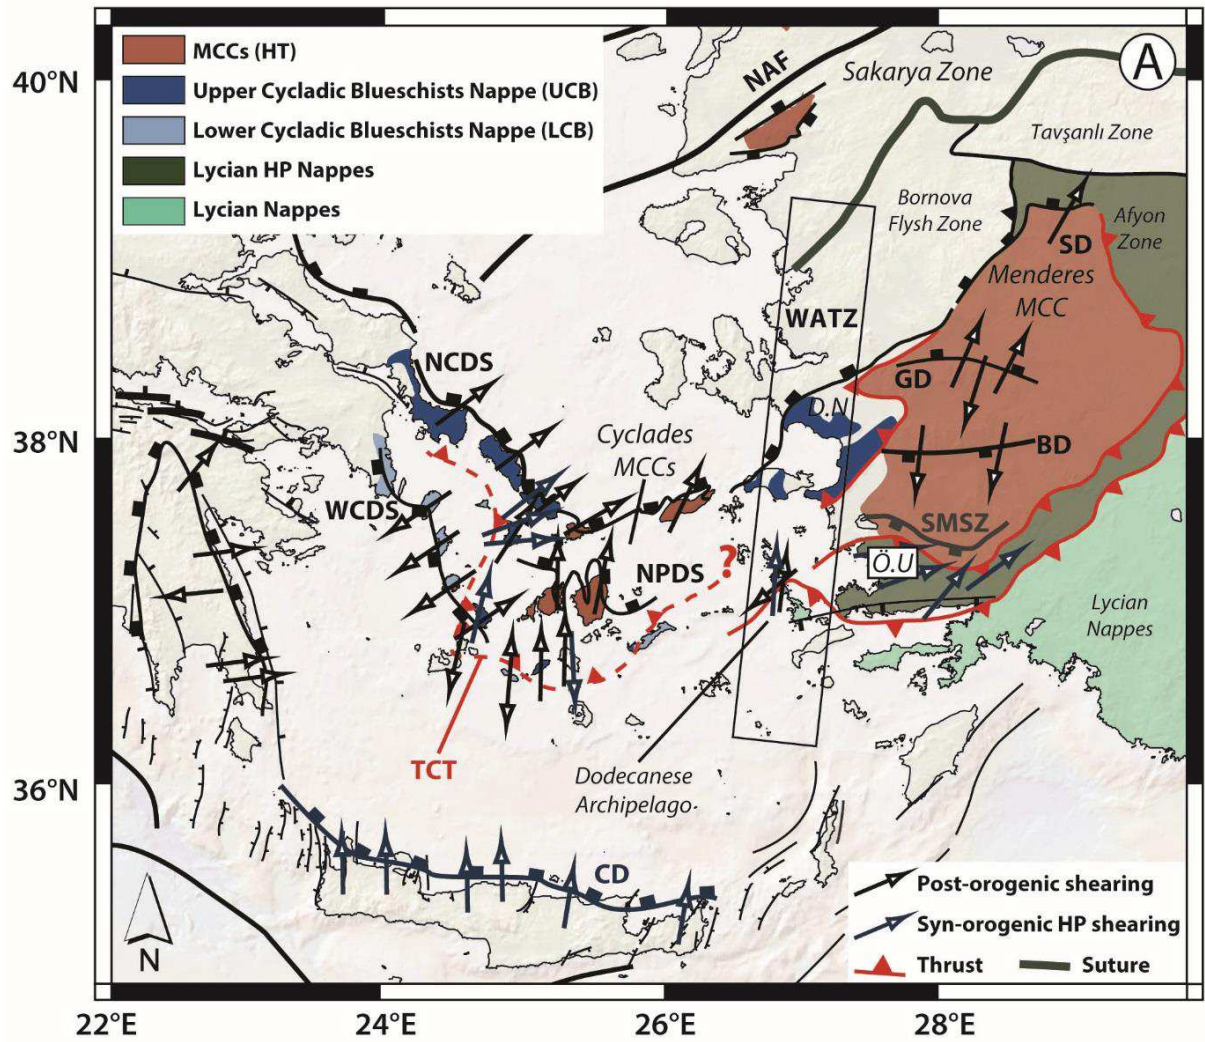 MCCs (HT)
Upper Cycladic Blueschists Nappe (UCB)
Lower Cycladic Blueschists Nappe (LCB)
Lycian HP Nappes
Lycian Nappes
A
40°N
38°N
36°N
NAF
Sakarya Zone
Tavşanlı Zone
Bornova
Flysh Zone
Afyon
Zone
SD
Menderes
MCC
WATZ
NCDS
GD
D.N
Cyclades
MCCs
BD
WCDS
SMSZ
Ö.U
NPDS
?
Lycian
Nappes
TCT
Dodecanese
Archipelago
CD
Post-orogenic shearing
Syn-orogenic HP shearing
Thrust
Suture
N
22°E
24°E
26°E
28°E